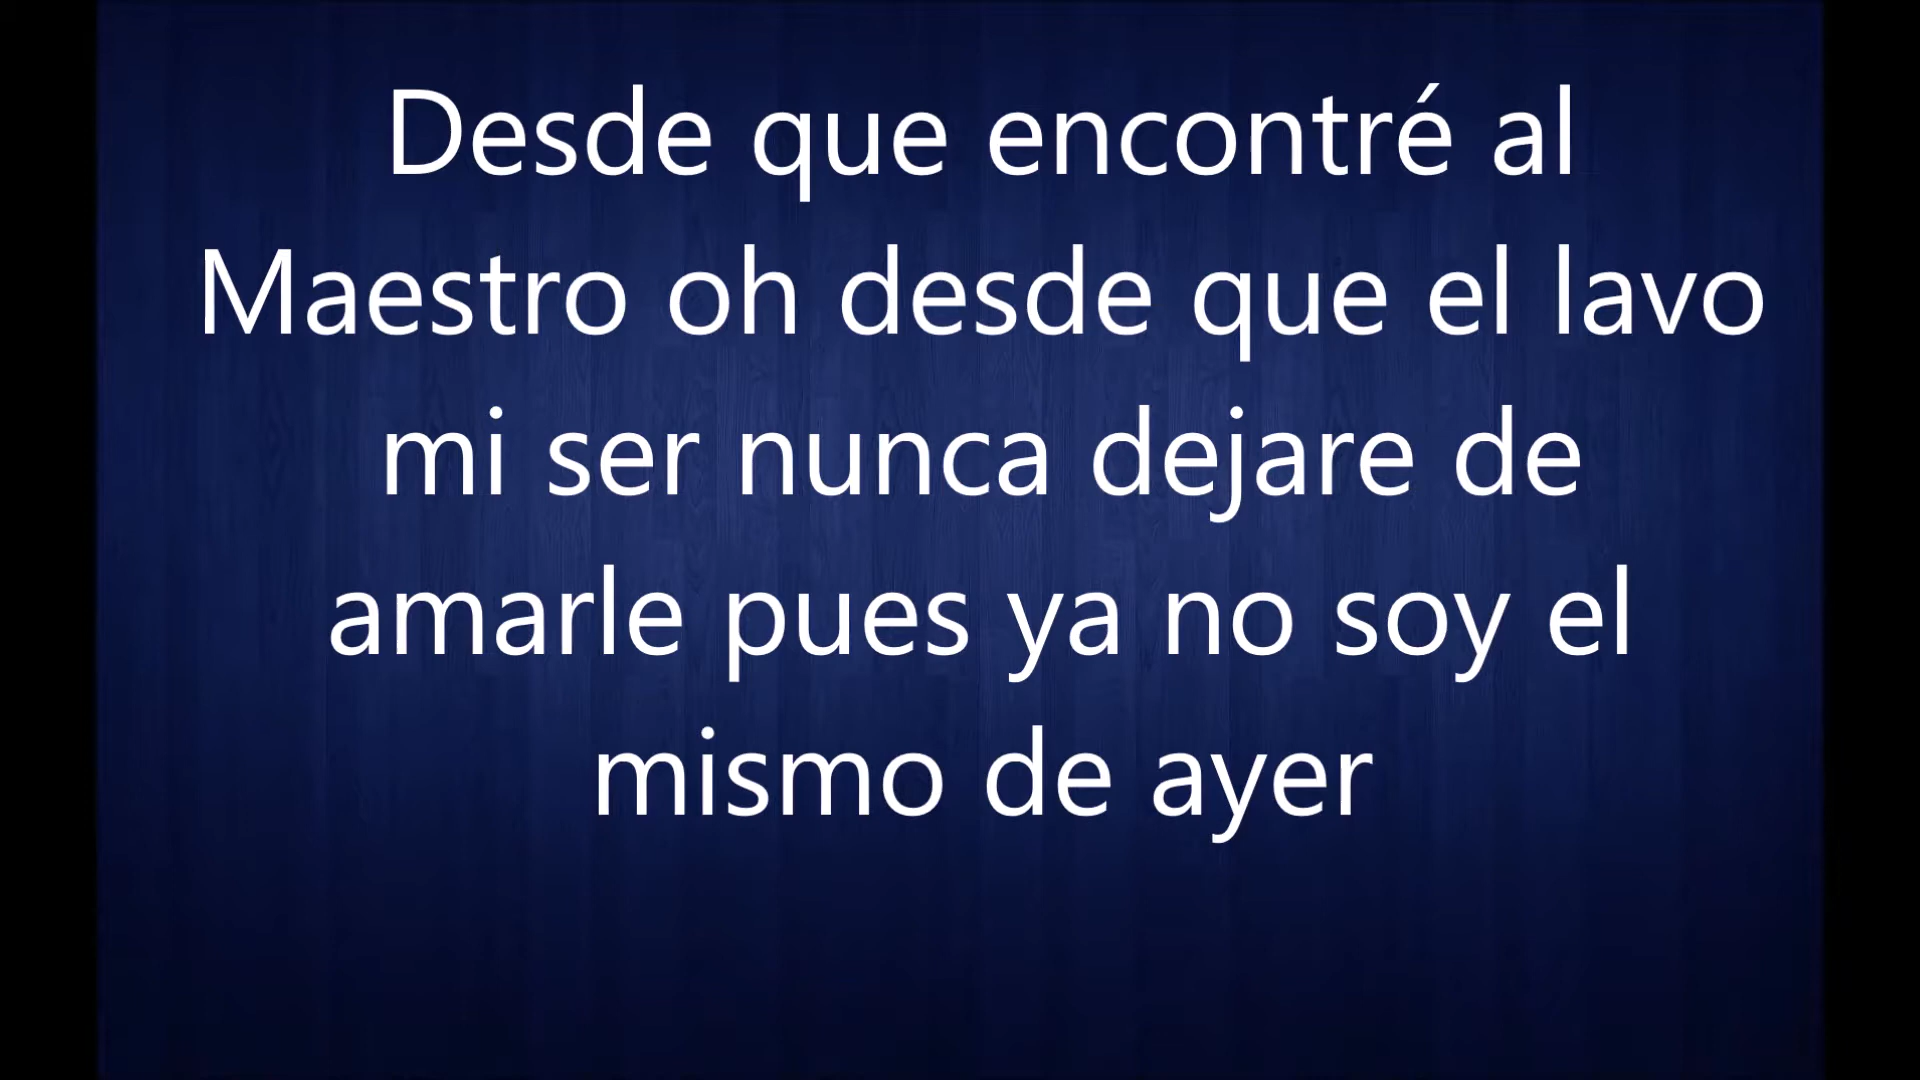 Desde que encontré al
Maestro oh desde que el lavo
mi ser nunca dejare de
amarle pues ya no soy el
mismo de ayer